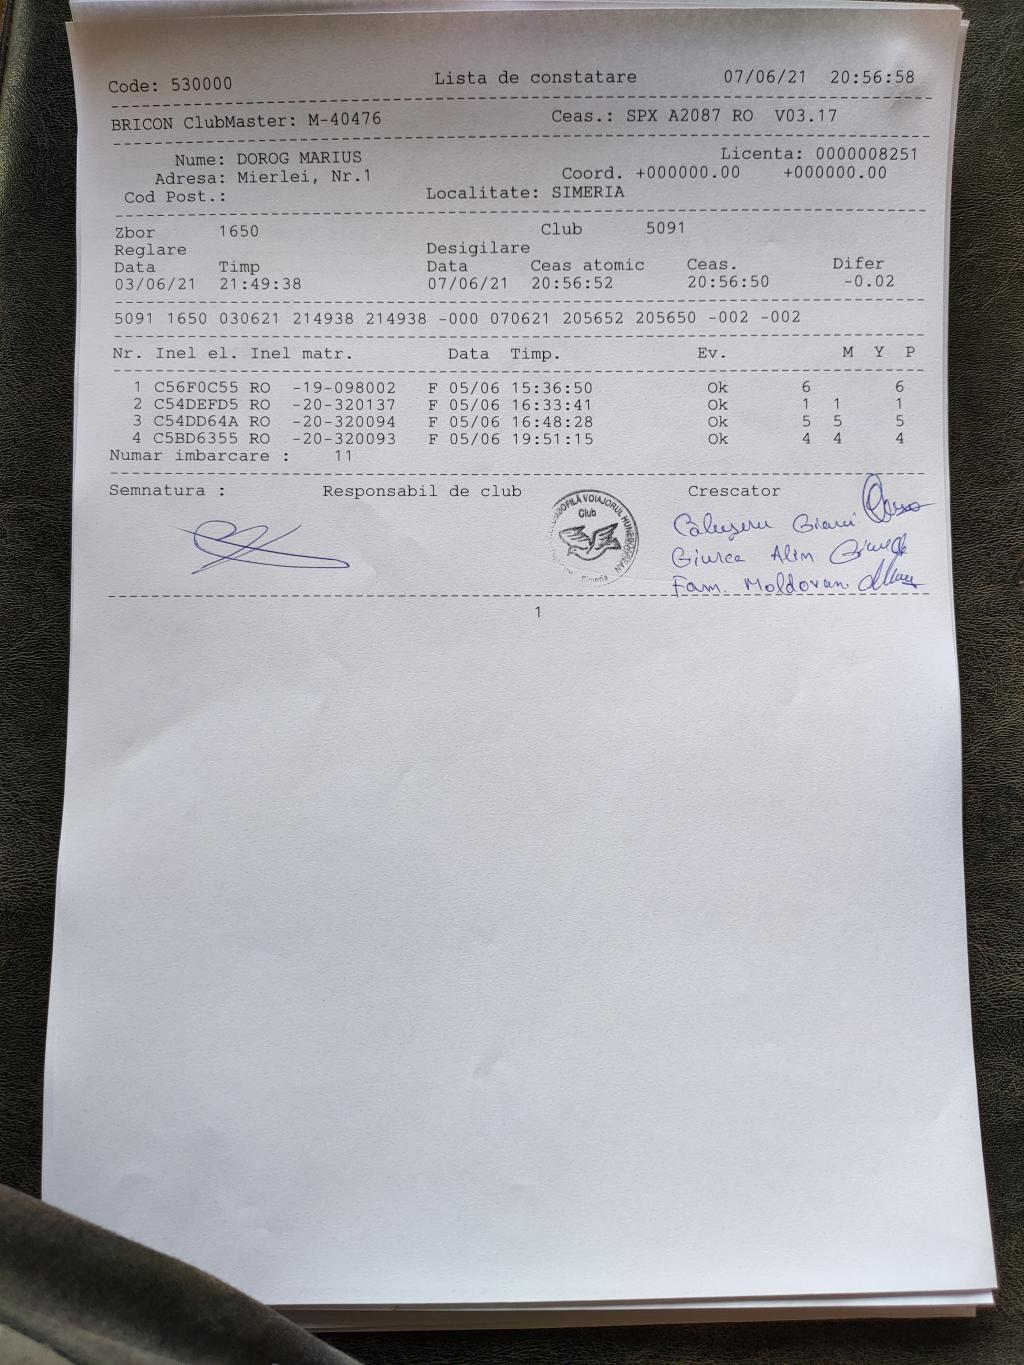 Code: 530000 Lista de constatare 07/06/21 20:56:58
BRICON ClubMaster: M-40476 Ceas.: SPX A2087 RO V03.17
Nume: DOROG MARIUS Licenta: 0000008251
Adresa: Mierlei, Nr.1 Coord. +000000.00 +000000.00
Cod Post.: Localitate: SIMERIA
Zbor 1650 Club 5091
Reglare Desigilare
Data Timp Data Ceas atomic Ceas. Difer
03/06/21 21:49:38 07/06/21 20:56:52 20:56:50 -0.02
5091 1650 030621 214938 214938 -000 070621 205652 205650 -002 -002
Nr. Inel el. Inel matr. Data Timp. Ev. M Y P
1 C56F0C55 RO -19-098002 F 05/06 15:36:50 Ok 6 6
2 C54DEFD5 RO -20-320137 F 05/06 16:33:41 Ok 1 1 1
3 C54DD64A RO -20-320094 F 05/06 16:48:28 Ok 5 5 5
4 C5BD6355 RO -20-320093 F 05/06 19:51:15 Ok 4 4 4
Numar imbarcare : 11
Semnatura : Responsabil de club Crescator
VOIAJORUL
Club
Simeria
Giurca Alin
Fam. Moldovan
1